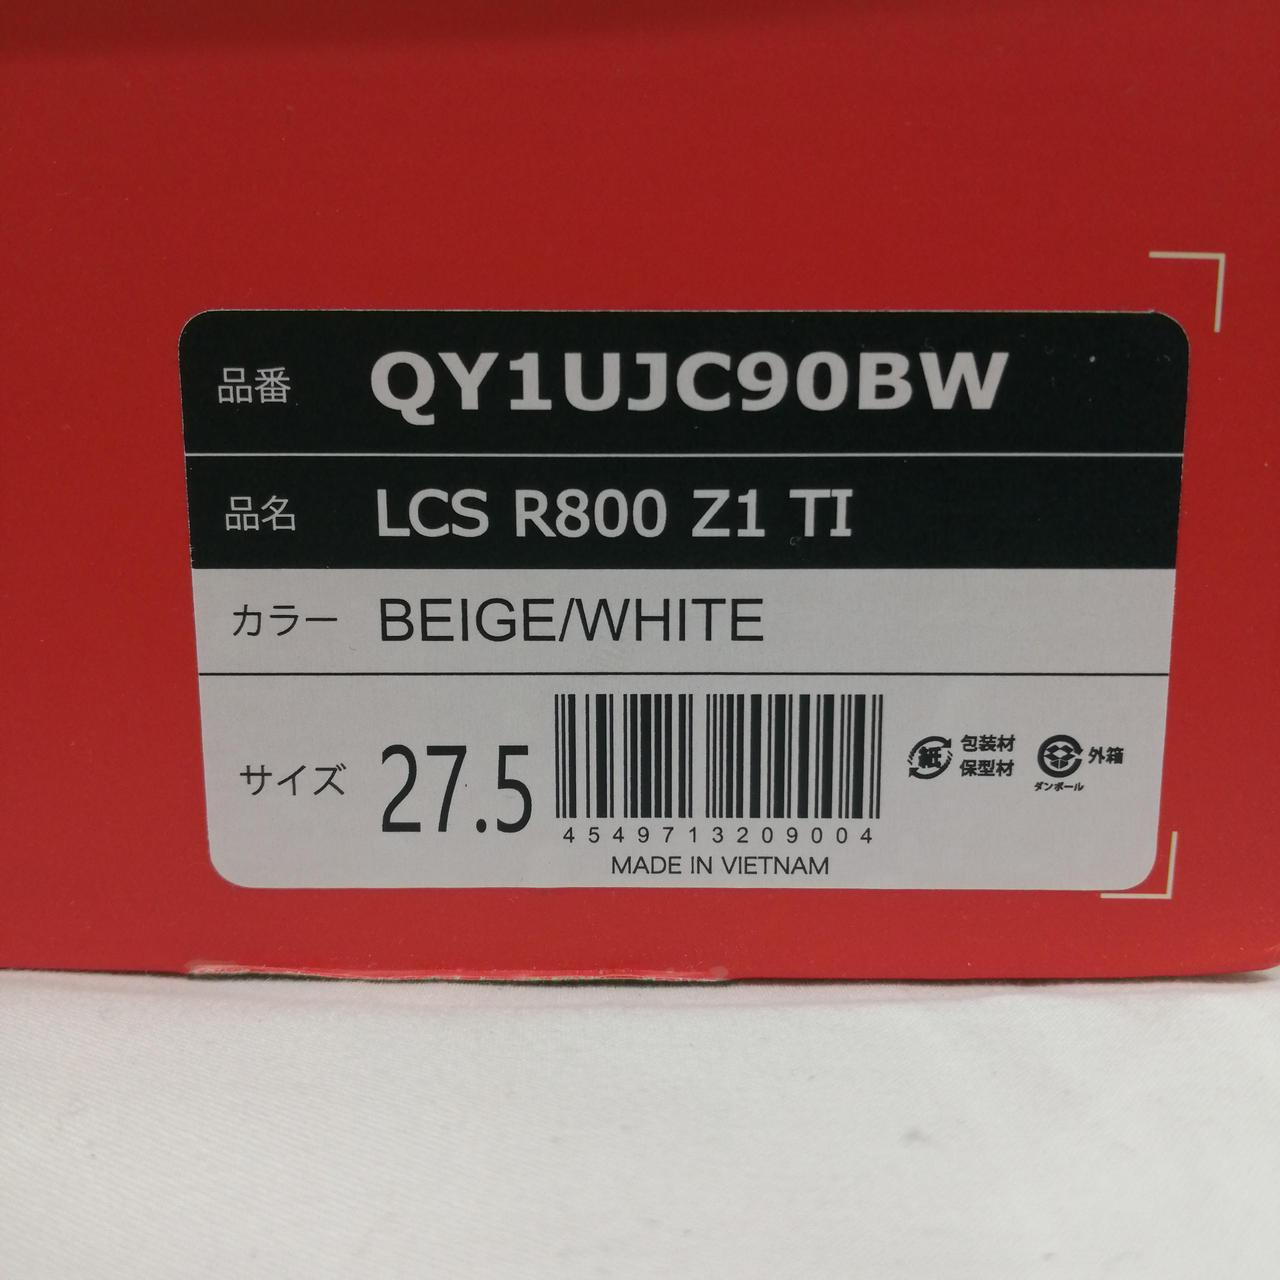 品番 QY1UJC90BW
品名 LCS R800 Z1 TI
カラー BEIGE/WHITE
サイズ 27.5
4549713209004
MADE IN VIETNAM
紙 包装材
保型材
外箱
ダンボール